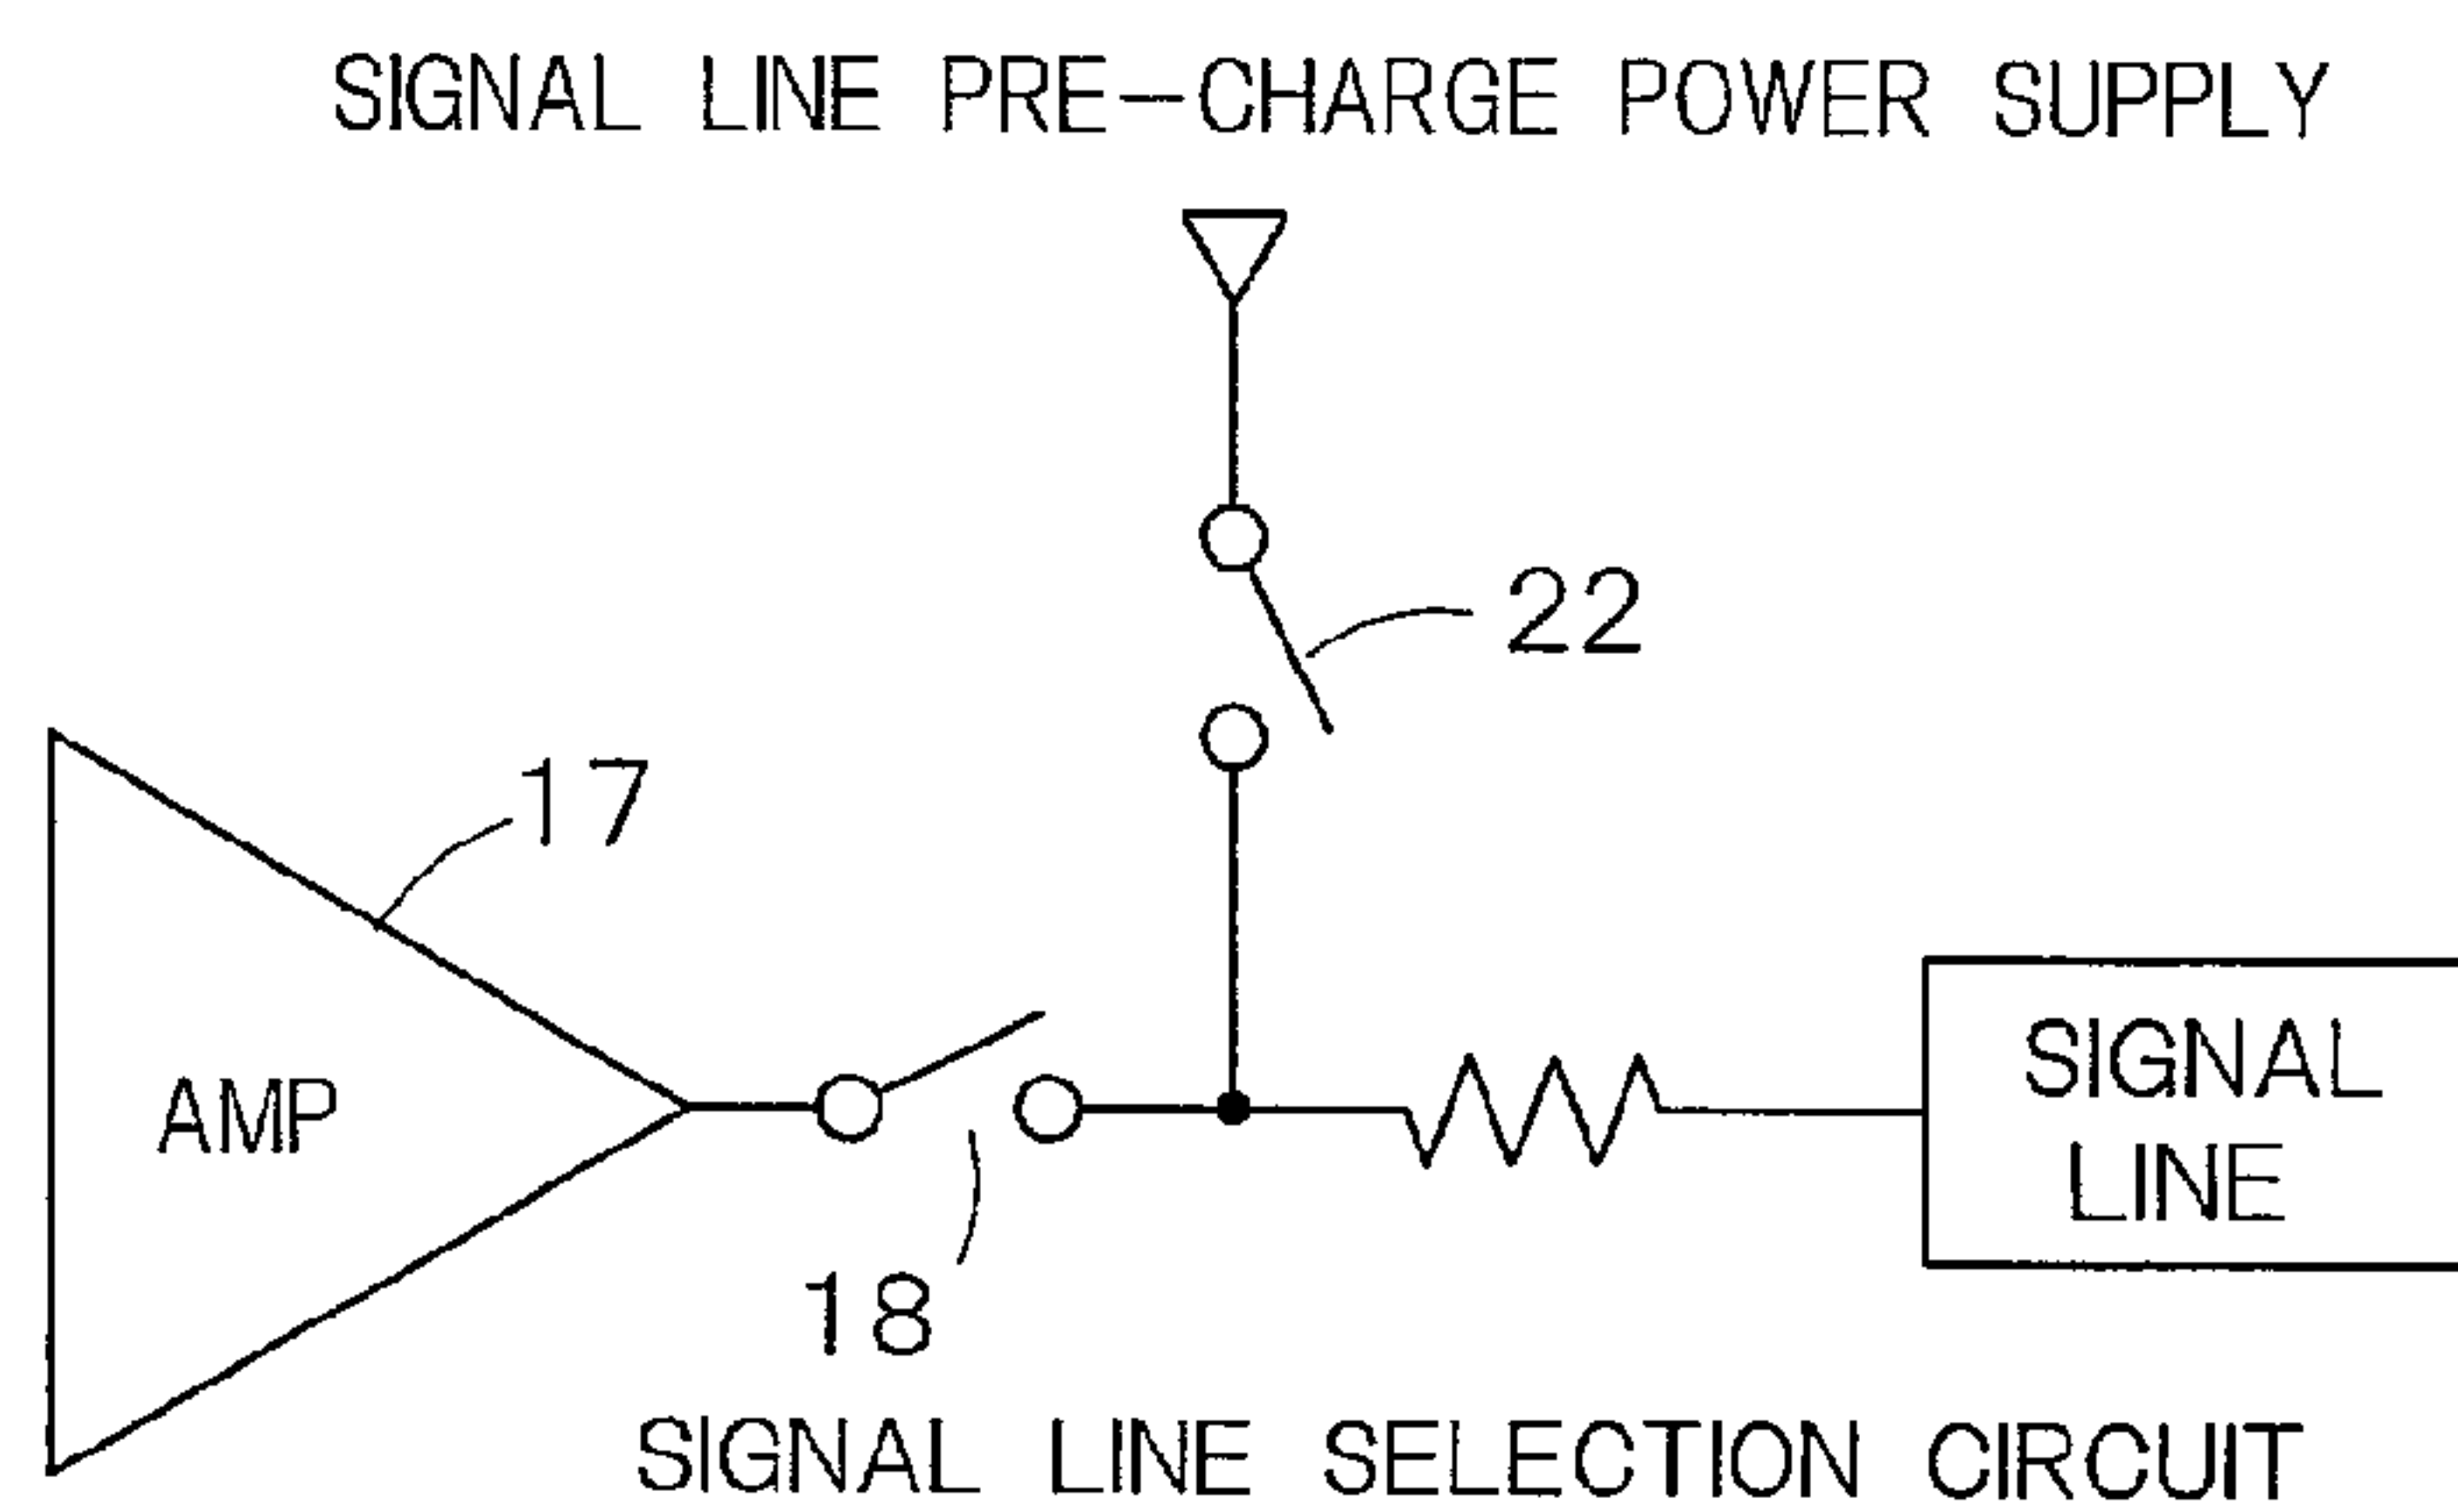 SIGNAL LINE PRE-CHARGE POWER SUPPLY
22
17
AMP
SIGNAL
LINE
18
SIGNAL LINE SELECTION CIRCUIT